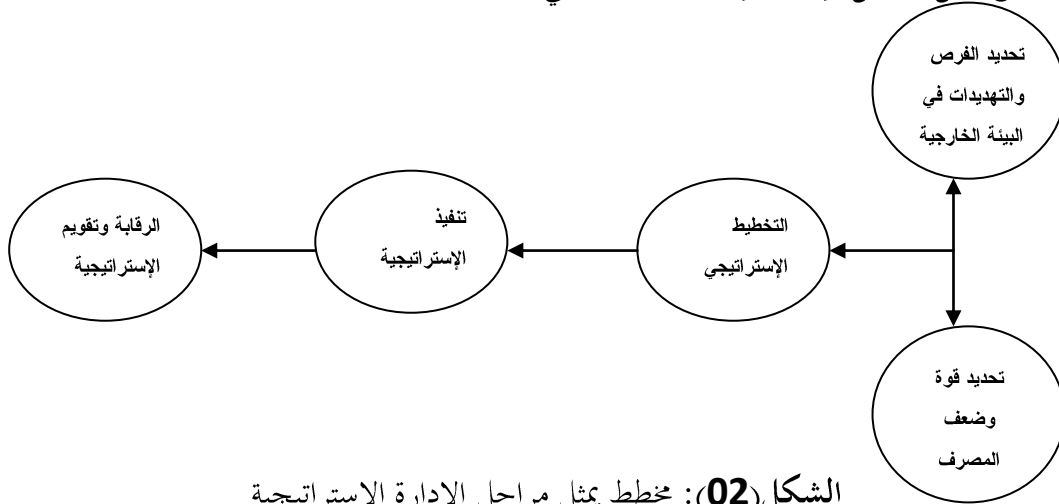 تحديد الفرص
والتهديدات في
البيئة الخارجية
التخطيط
الإستراتيجي
تنفيذ
الإستراتيجية
الرقابة وتقويم
الإستراتيجية
تحديد قوة
وضعف
المصرف
الشكل(02): مخطط يمثل مراحل الإدارة الإستراتيجية